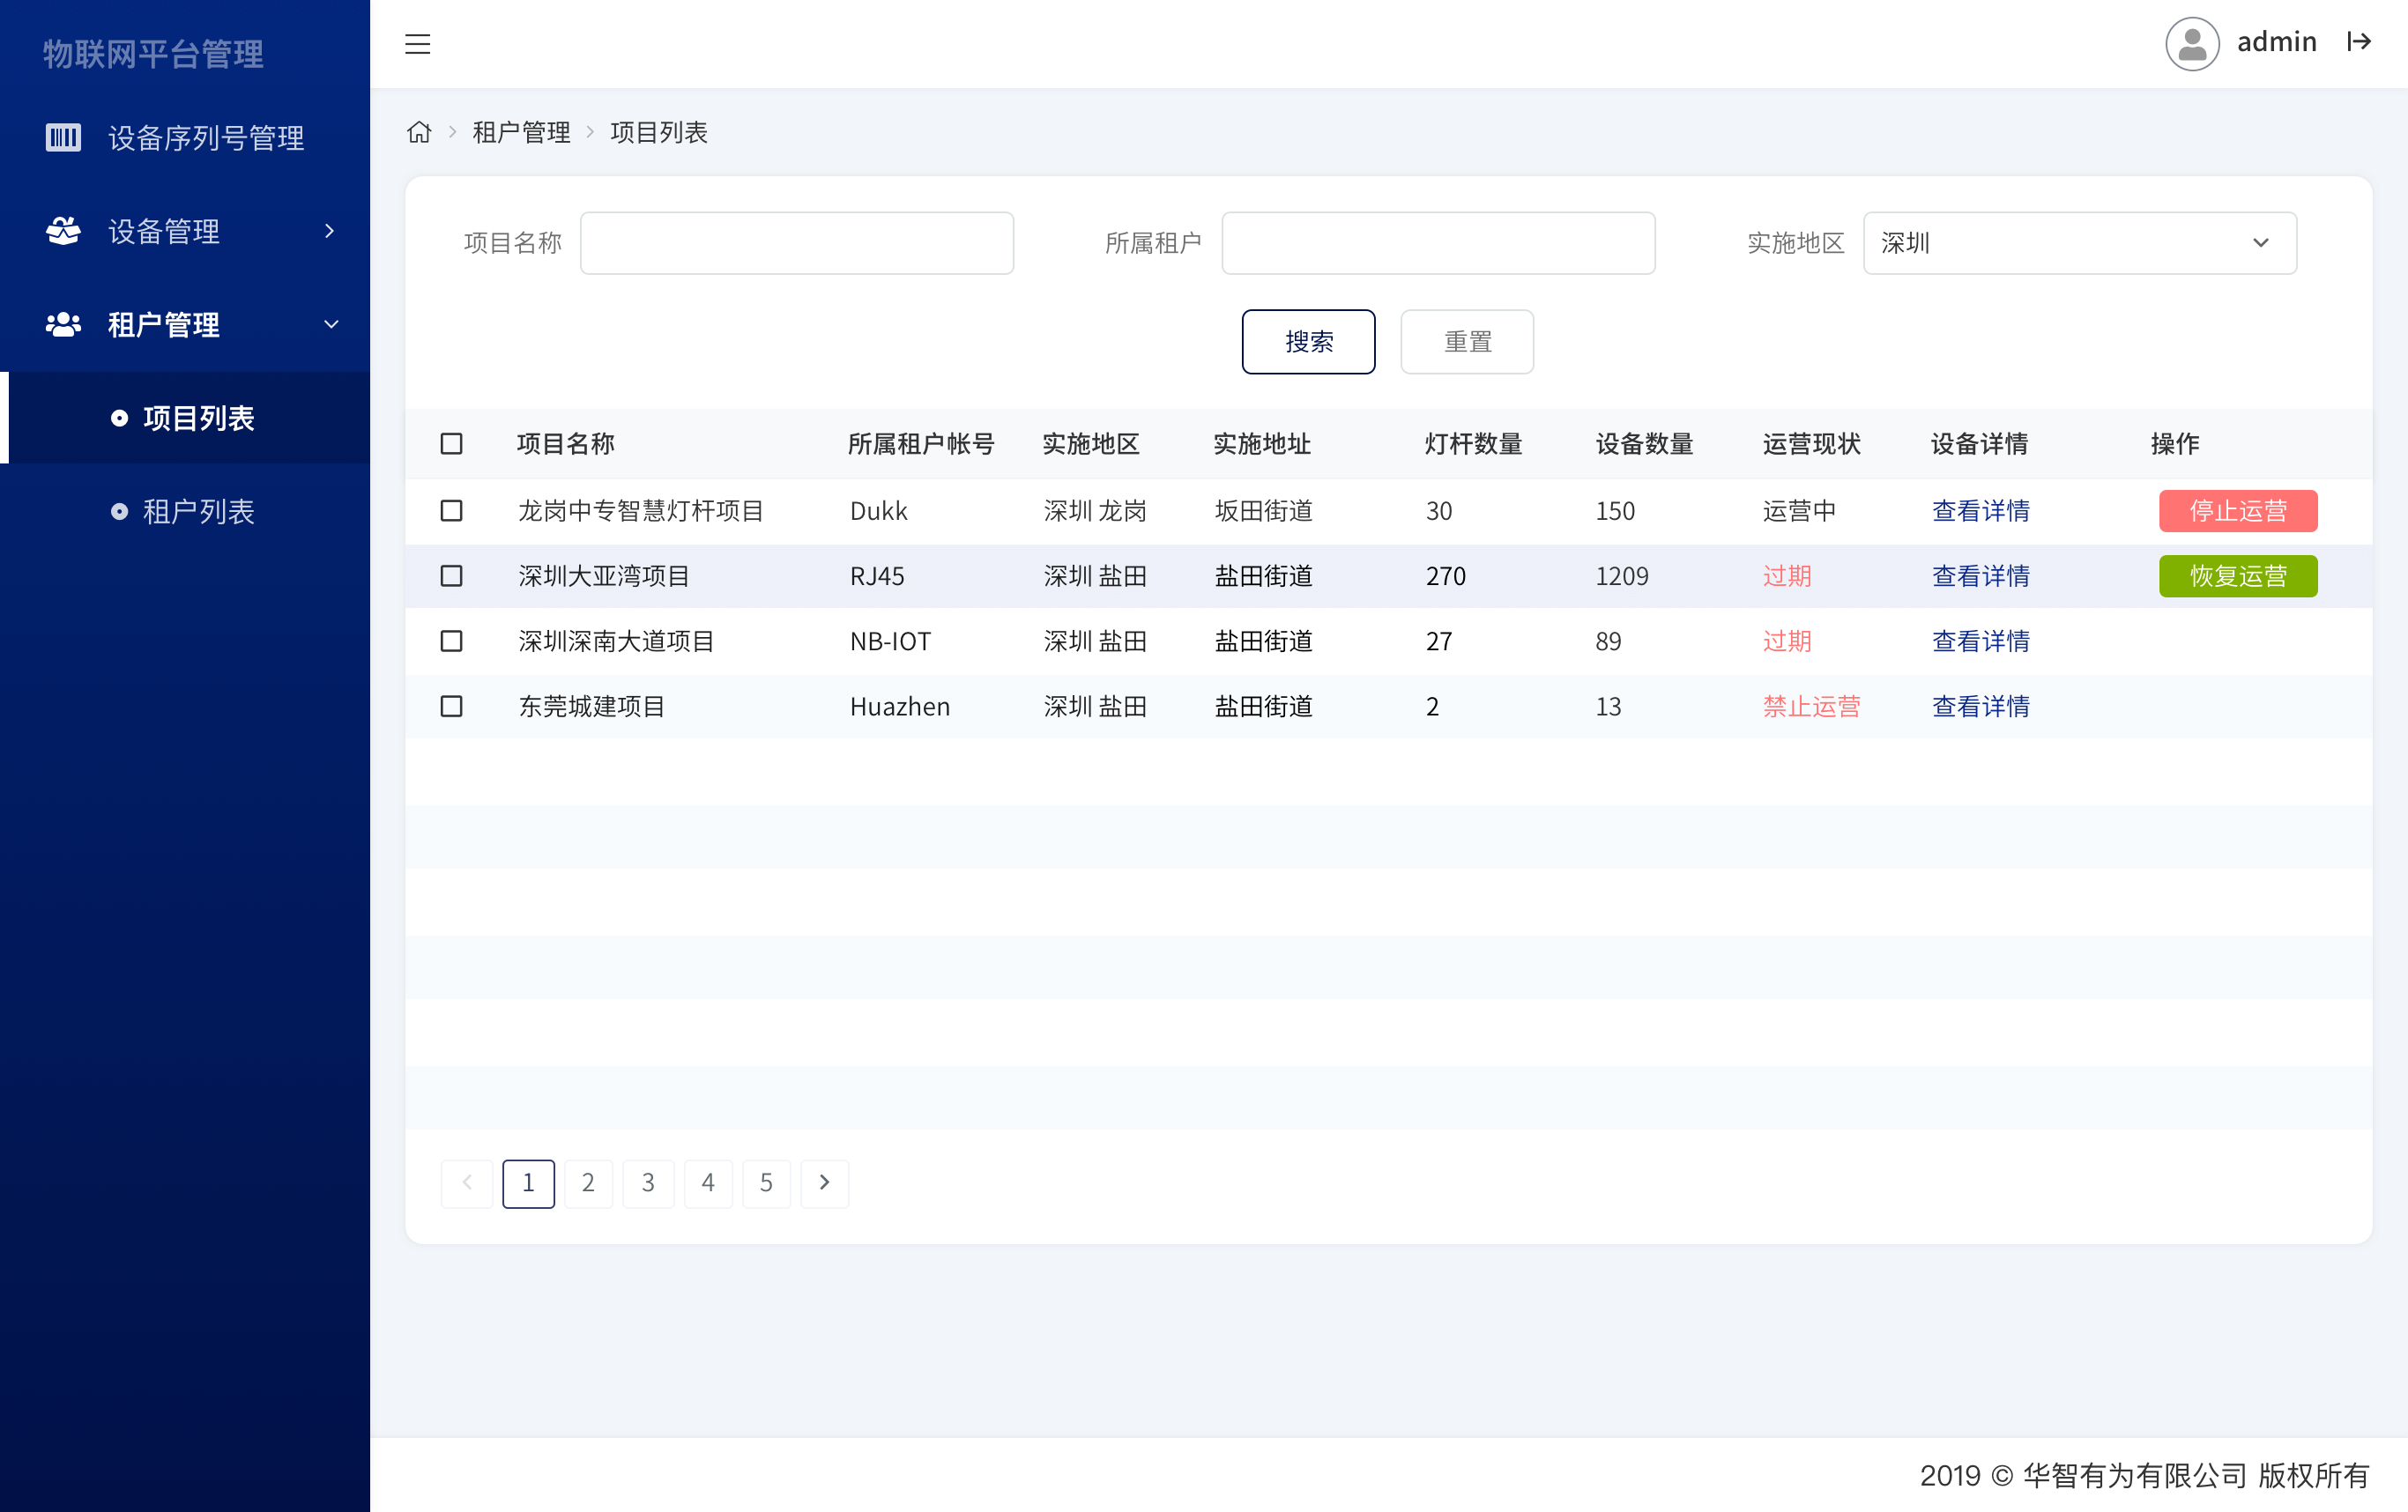 物联网平台管理
设备序列号管理
设备管理
租户管理
项目列表
租户列表
admin
租户管理 项目列表
项目名称 所属租户 实施地区 深圳
搜索 重置
项目名称 所属租户帐号 实施地区 实施地址 灯杆数量 设备数量 运营现状 设备详情 操作
龙岗中专智慧灯杆项目 Dukk 深圳 龙岗 坂田街道 30 150 运营中 查看详情 停止运营
深圳大亚湾项目 RJ45 深圳 盐田 盐田街道 270 1209 过期 查看详情 恢复运营
深圳深南大道项目 NB-IOT 深圳 盐田 盐田街道 27 89 过期 查看详情
东莞城建项目 Huazhen 深圳 盐田 盐田街道 2 13 禁止运营 查看详情
1 2 3 4 5
2019 © 华智有为有限公司 版权所有